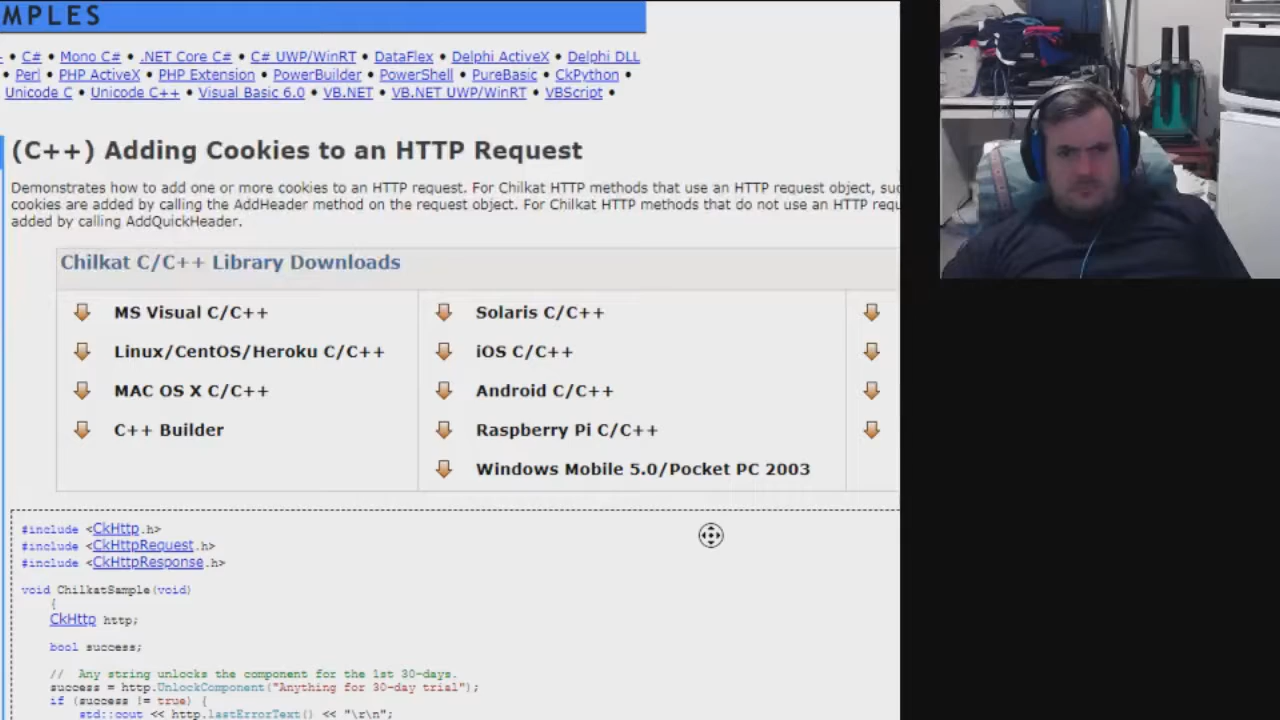 MPLES
• C# • Mono C# • .NET Core C# • C# UWP/WinRT • DataFlex • Delphi ActiveX • Delphi DLL
• Perl • PHP ActiveX • PHP Extension • PowerBuilder • PowerShell • PureBasic • CkPython •
Unicode C • Unicode C++ • Visual Basic 6.0 • VB.NET • VB.NET UWP/WinRT • VBScript •
(C++) Adding Cookies to an HTTP Request
Demonstrates how to add one or more cookies to an HTTP request. For Chilkat HTTP methods that use an HTTP request object, suc
cookies are added by calling the AddHeader method on the request object. For Chilkat HTTP methods that do not use an HTTP requ
added by calling AddQuickHeader.
Chilkat C/C++ Library Downloads
MS Visual C/C++
Linux/CentOS/Heroku C/C++
MAC OS X C/C++
C++ Builder
Solaris C/C++
iOS C/C++
Android C/C++
Raspberry Pi C/C++
Windows Mobile 5.0/Pocket PC 2003
#include <CkHttp.h>
#include <CkHttpRequest.h>
#include <CkHttpResponse.h>
void ChilkatSample(void)
{
CkHttp http;
bool success;
// Any string unlocks the component for the 1st 30-days.
success = http.UnlockComponent("Anything for 30-day trial");
if (success != true) {
std::cout << http.lastErrorText() << "\r\n";